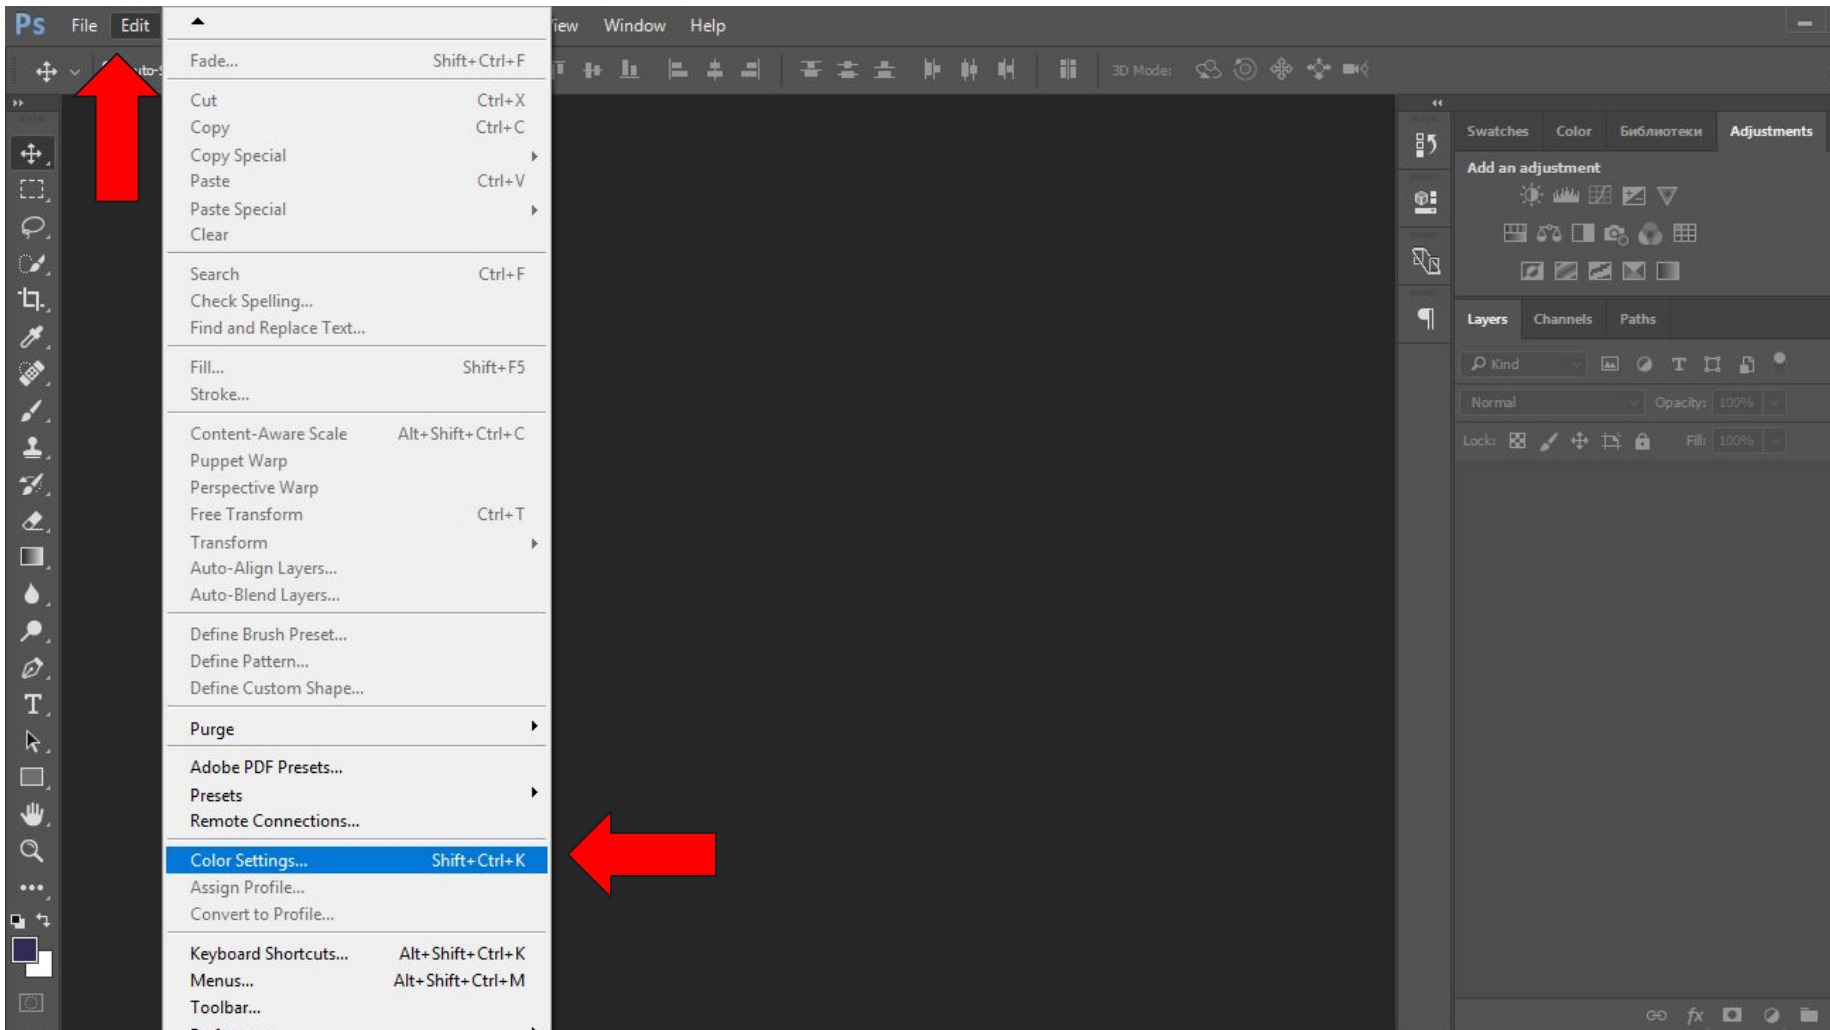 Ps File Edit Window Help
Fade... Shift+Ctrl+F
3D Mode:
Cut Ctrl+X
Copy Ctrl+C
Copy Special
Paste Ctrl+V
Paste Special
Clear
Search Ctrl+F
Check Spelling...
Find and Replace Text...
Fill... Shift+F5
Stroke...
Content-Aware Scale Alt+Shift+Ctrl+C
Puppet Warp
Perspective Warp
Free Transform Ctrl+T
Transform
Auto-Align Layers...
Auto-Blend Layers...
Define Brush Preset...
Define Pattern...
Define Custom Shape...
Purge
Adobe PDF Presets...
Presets
Remote Connections...
Color Settings... Shift+Ctrl+K
Assign Profile...
Convert to Profile...
Keyboard Shortcuts... Alt+Shift+Ctrl+K
Menus... Alt+Shift+Ctrl+M
Toolbar...
Swatches Color Библиотеки Adjustments
Add an adjustment
Layers Channels Paths
Kind
Normal Opacity: 100%
Lock: Fill: 100%
fx